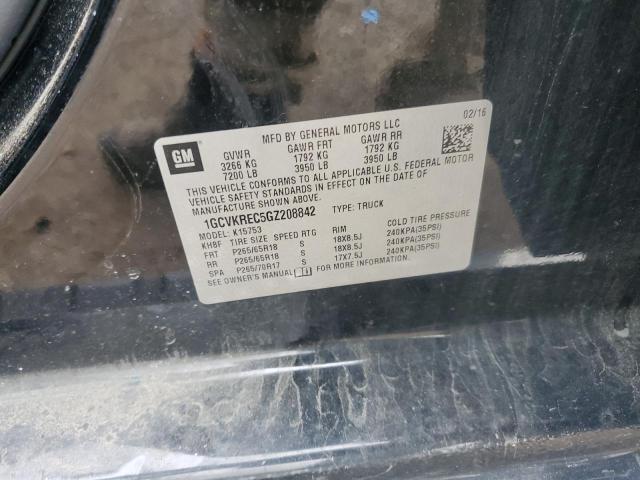 GM
MFD BY GENERAL MOTORS LLC 02/16
GVWR GAWR FRT GAWR RR
3266 KG 1792 KG 1792 KG
7200 LB 3950 LB 3950 LB
THIS VEHICLE CONFORMS TO ALL APPLICABLE U.S. FEDERAL MOTOR
VEHICLE SAFETY STANDARDS IN EFFECT ON THE DATE OF
MANUFACTURE SHOWN ABOVE.
1GCVKREC5GZ208842 TYPE: TRUCK
MODEL: K15753
KH8F TIRE SIZE SPEED RTG RIM COLD TIRE PRESSURE
FRT P265/65R18 S 18X8.5J 240KPA(35PSI)
RR P265/65R18 S 18X8.5J 240KPA(35PSI)
SPA P265/70R17 S 17X7.5J 240KPA(35PSI)
SEE OWNER'S MANUAL FOR MORE INFORMATION.